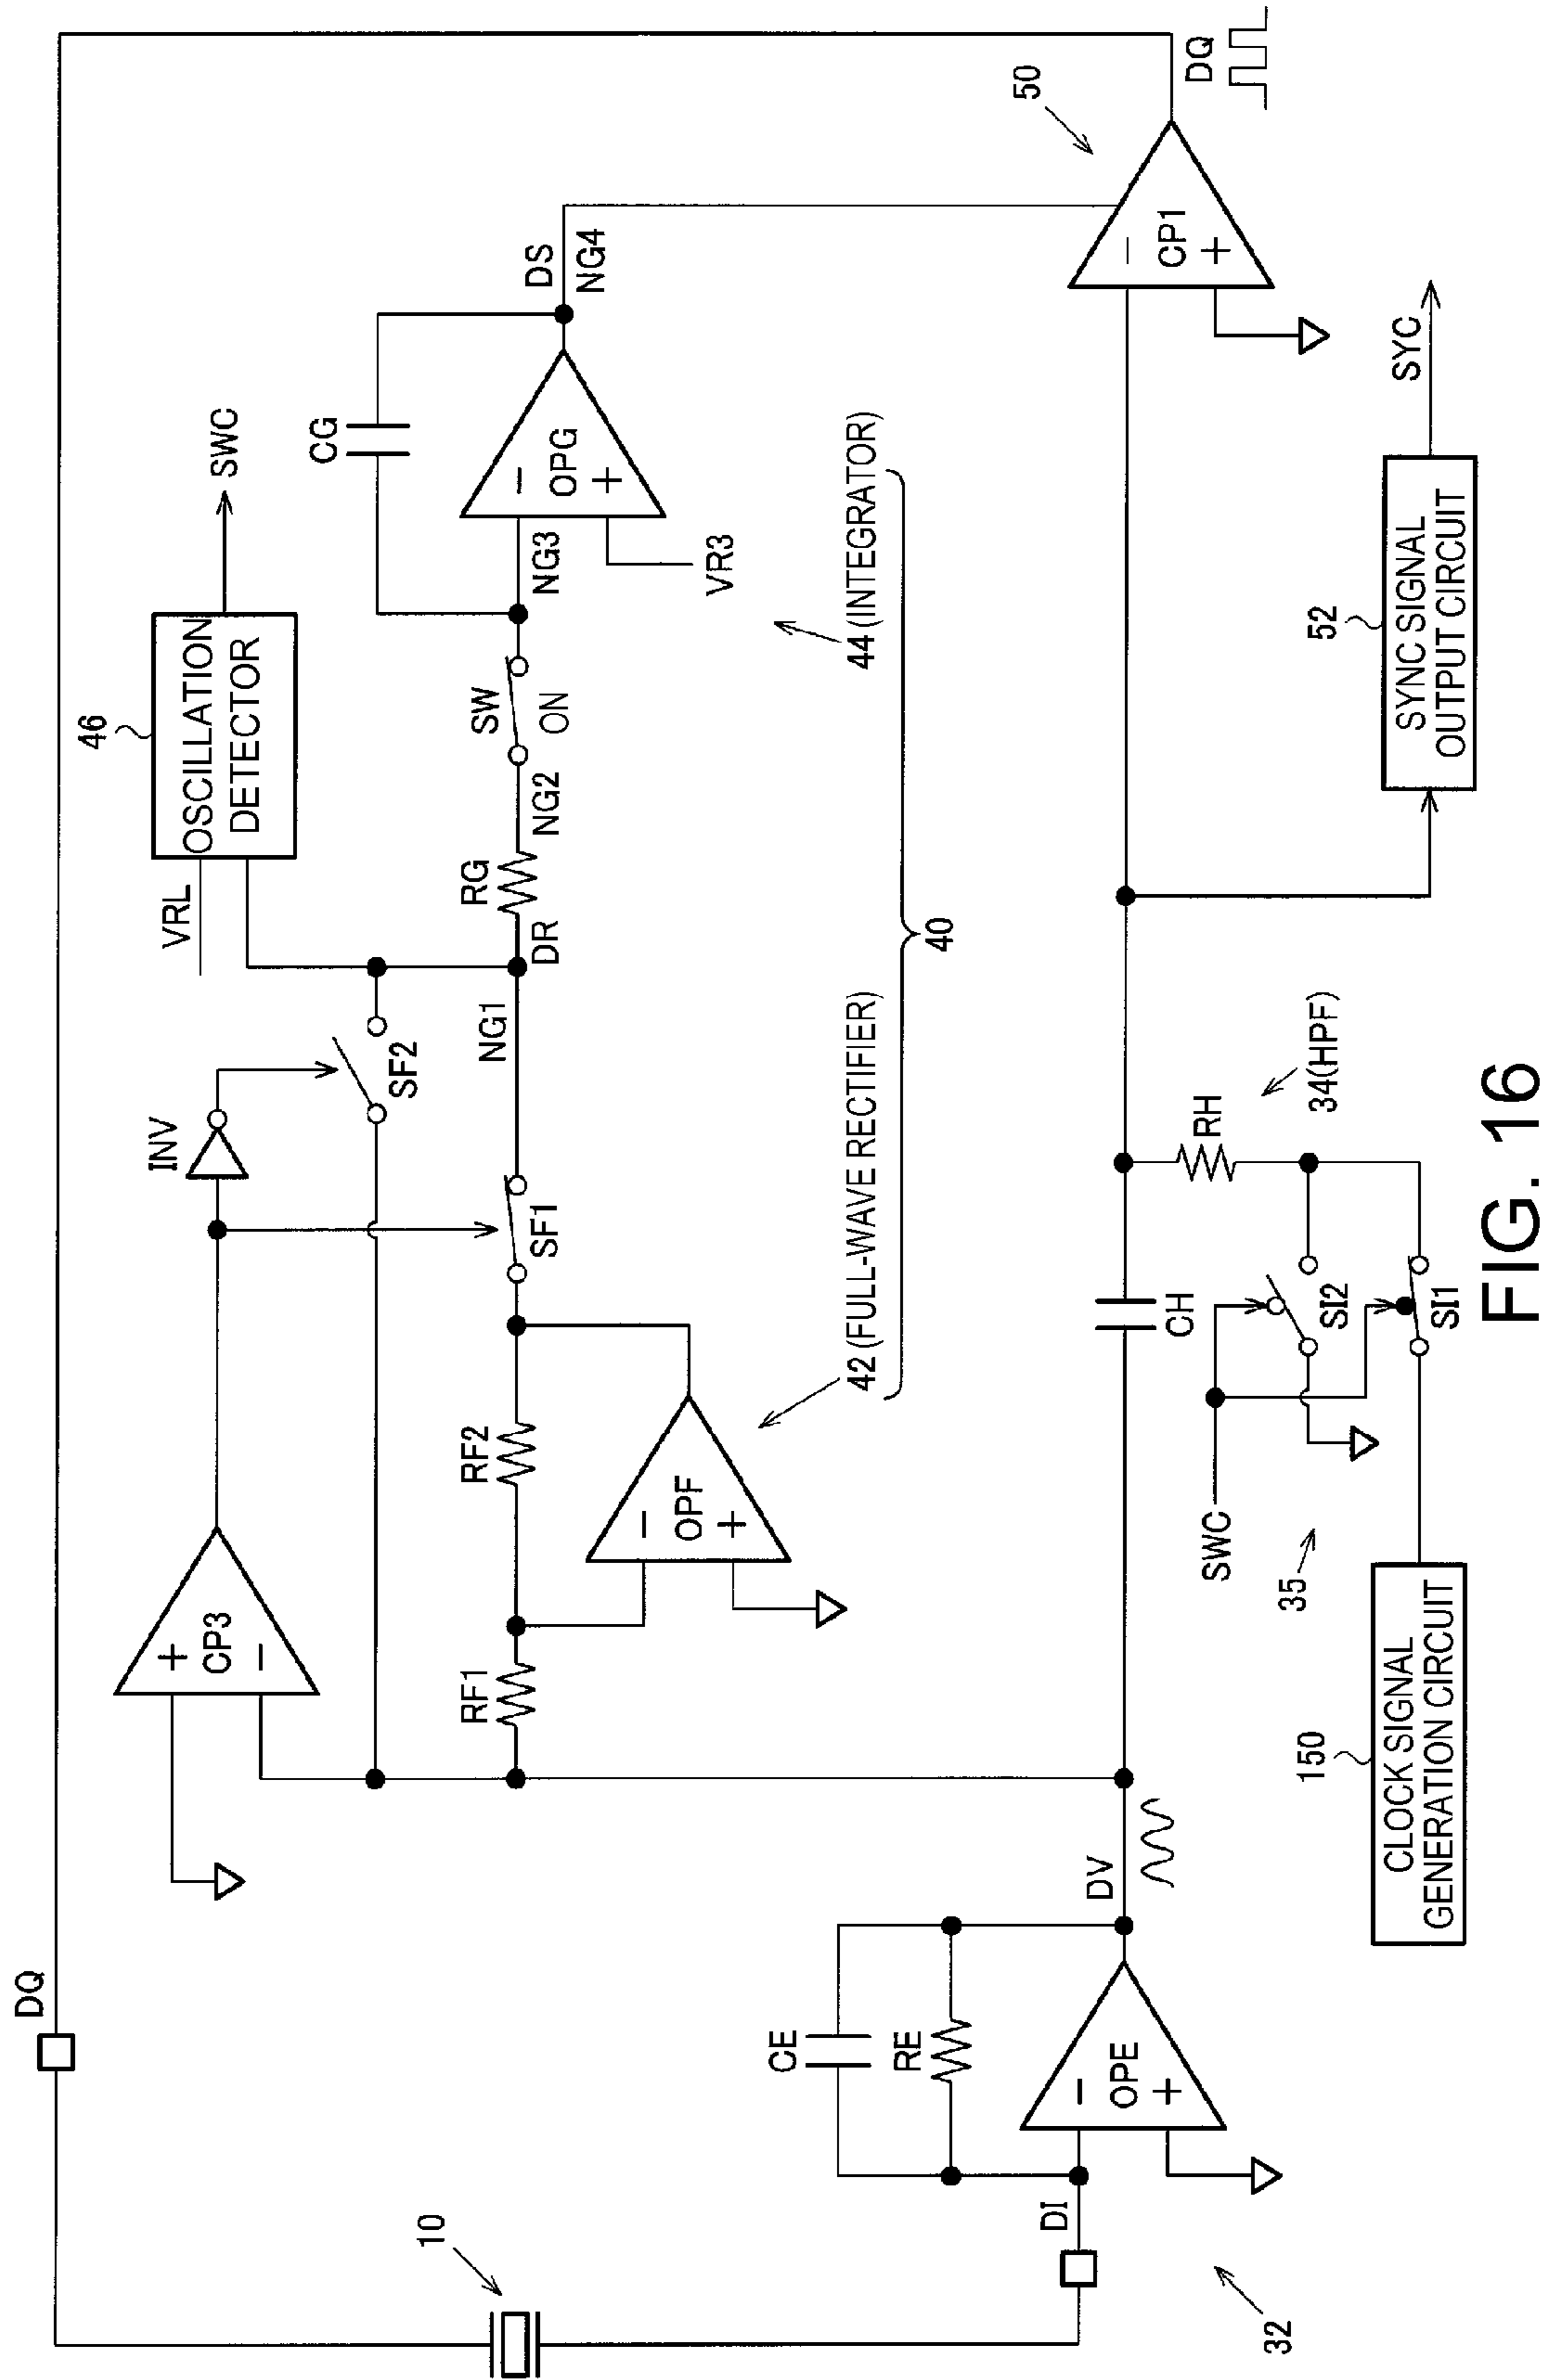 DQ
10
DI
32
CE
RE
OPE
−
+
DV
CP3
+
−
RF1
RF2
OPF
−
+
42 (FULL-WAVE RECTIFIER)
INV
SF1
SF2
NG1
DR
VRL
46
OSCILLATION
DETECTOR
SWC
RG
NG2
SW
ON
NG3
CG
OPG
−
+
VR3
DS
NG4
44 (INTEGRATOR)
40
CH
RH
34(HPF)
SWC
35
SI2
SI1
150
CLOCK SIGNAL
GENERATION CIRCUIT
52
SYNC SIGNAL
OUTPUT CIRCUIT
SYC
50
CP1
−
+
DQ
FIG. 16